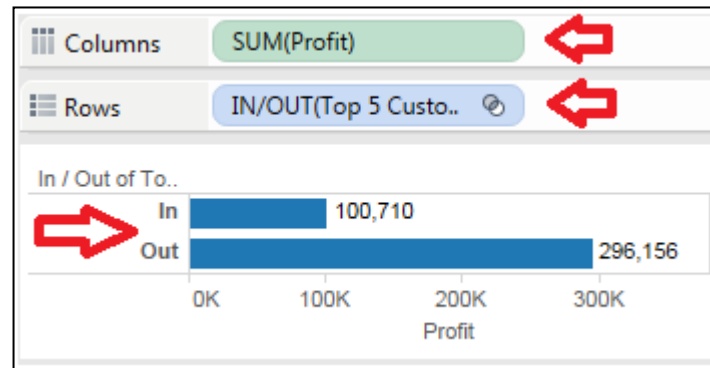 Columns SUM(Profit)
Rows IN/OUT(Top 5 Custo..
In / Out of To..
In 100,710
Out 296,156
0K 100K 200K 300K
Profit